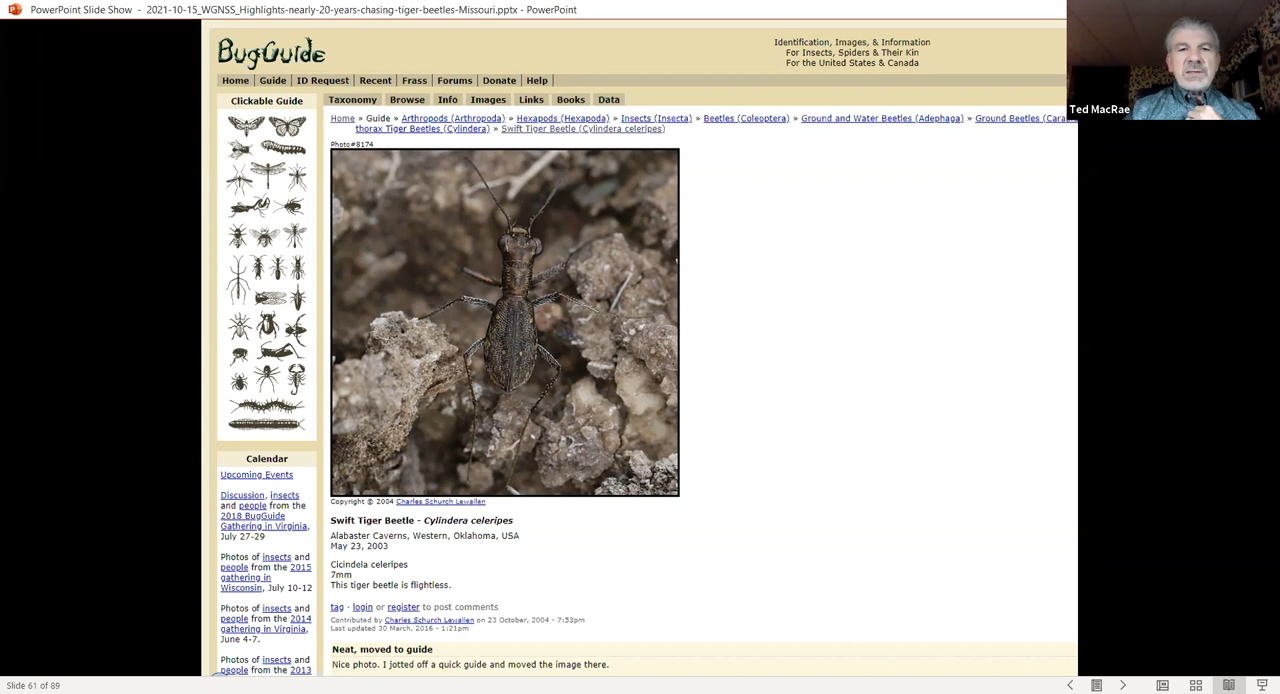 PowerPoint Slide Show - 2021-10-15_WGNSS_Highlights-nearly-20-years-chasing-tiger-beetles-Missouri.pptx - PowerPoint
Ted MacRae
BugGuide
Identification, Images, & Information
For Insects, Spiders & Their Kin
For the United States & Canada
Home Guide ID Request Recent Frass Forums Donate Help
Clickable Guide
Taxonomy Browse Info Images Links Books Data
Home » Guide » Arthropods (Arthropoda) » Hexapods (Hexapoda) » Insects (Insecta) » Beetles (Coleoptera) » Ground and Water Beetles (Adephaga) » Ground Beetles (Cara
thorax Tiger Beetles (Cylindera) » Swift Tiger Beetle (Cylindera celeripes)
Photo#8174
Copyright © 2004 Charles Schurch Lewallen
Swift Tiger Beetle - Cylindera celeripes
Alabaster Caverns, Western, Oklahoma, USA
May 23, 2003
Cicindela celeripes
7mm
This tiger beetle is flightless.
tag · login or register to post comments
Contributed by Charles Schurch Lewallen on 23 October, 2004 - 7:53pm
Last updated 30 March, 2016 - 1:21pm
Neat, moved to guide
Nice photo. I jotted off a quick guide and moved the image there.
Calendar
Upcoming Events
Discussion, insects
and people from the
2018 BugGuide
Gathering in Virginia,
July 27-29
Photos of insects and
people from the 2015
gathering in
Wisconsin, July 10-12
Photos of insects and
people from the 2014
gathering in Virginia,
June 4-7.
Photos of insects and
people from the 2013
Slide 61 of 89